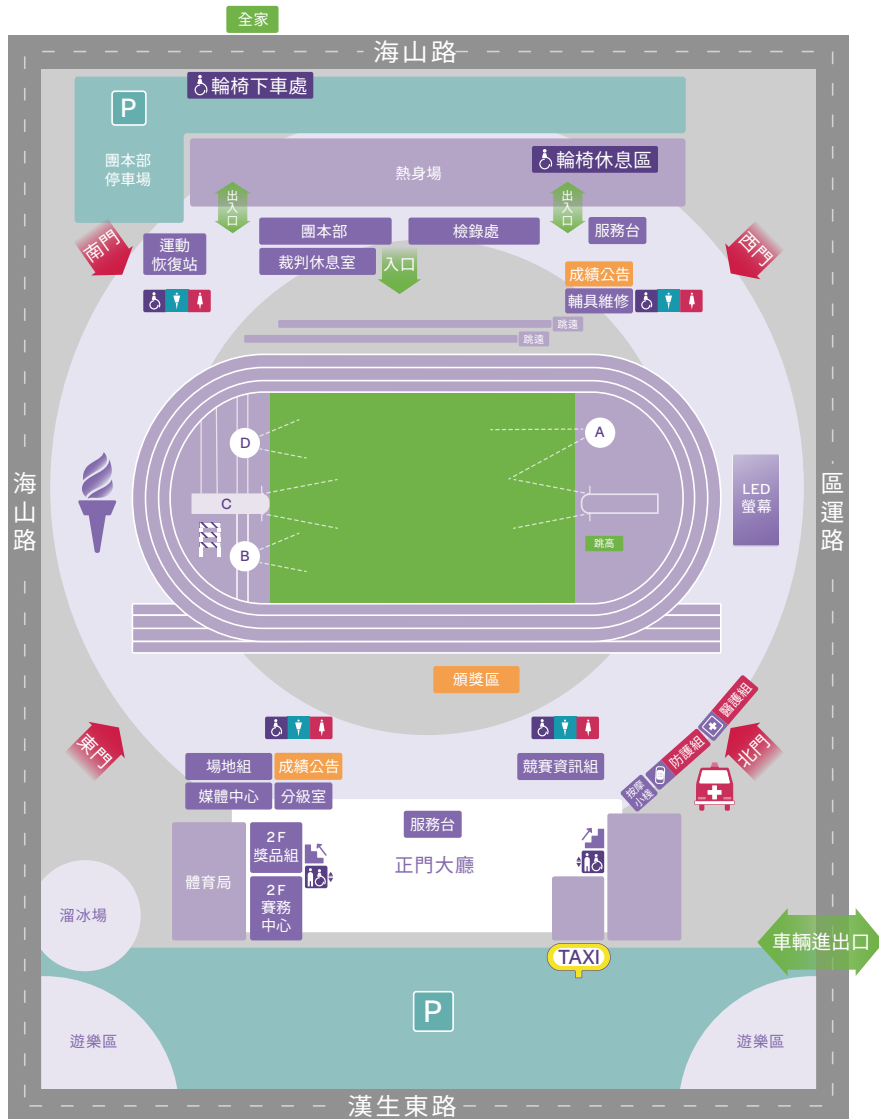 全家
海山路
輪椅下車處
P
團本部
停車場
熱身場
輪椅休息區
出入口
出入口
南門
運動
恢復站
團本部
檢錄處
服務台
西門
裁判休息室
入口
成績公告
輔具維修
跳遠
跳遠
D
A
海山路
C
LED
螢幕
區運路
B
跳高
頒獎區
東門
醫護組
防護組
按摩
小棧
北門
場地組
成績公告
競賽資訊組
媒體中心
分級室
服務台
正門大廳
體育局
2F
獎品組
2F
賽務
中心
溜冰場
車輛進出口
TAXI
P
遊樂區
遊樂區
漢生東路